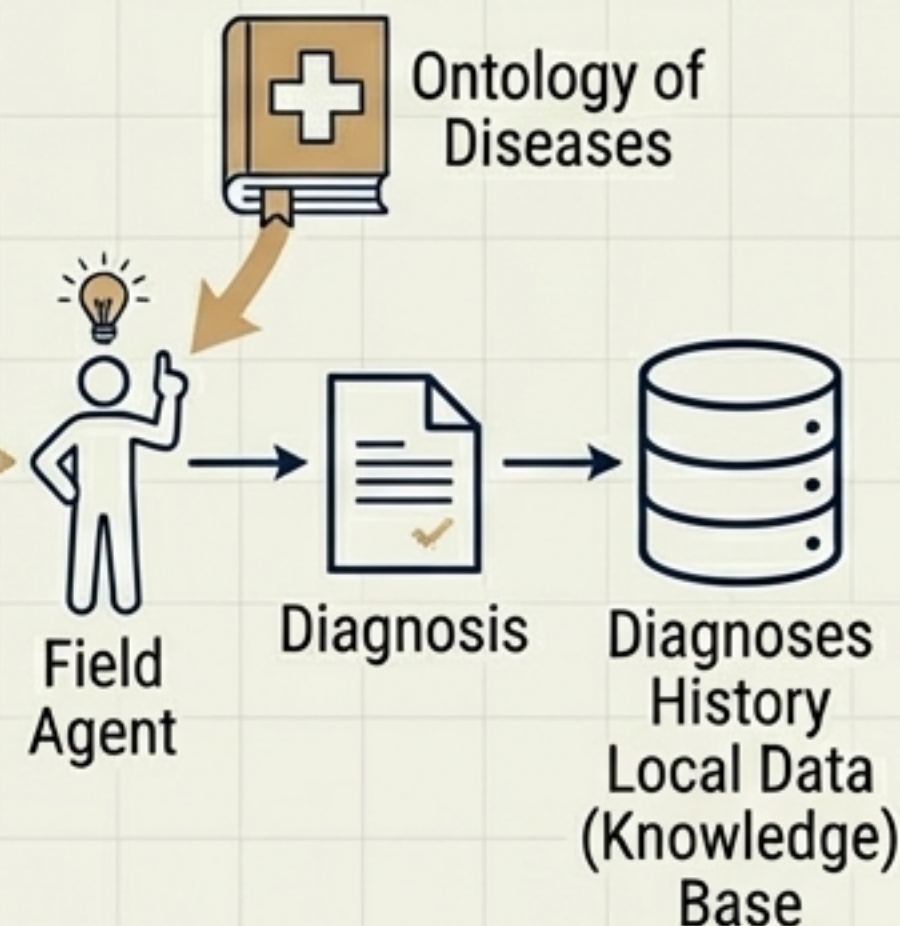 Ontology of
Diseases
Field
Agent
Diagnosis
Diagnoses
History
Local Data
(Knowledge)
Base